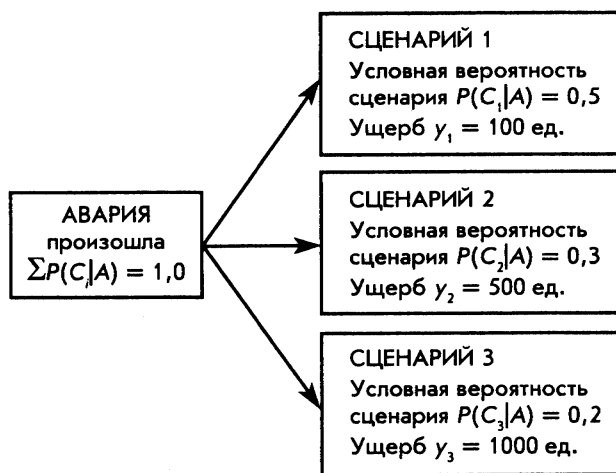 СЦЕНАРИЙ 1
Условная вероятность
сценария P(C₁|A) = 0,5
Ущерб y₁ = 100 ед.
АВАРИЯ
произошла
ΣP(Cᵢ|A) = 1,0
СЦЕНАРИЙ 2
Условная вероятность
сценария P(C₂|A) = 0,3
Ущерб y₂ = 500 ед.
СЦЕНАРИЙ 3
Условная вероятность
сценария P(C₃|A) = 0,2
Ущерб y₃ = 1000 ед.